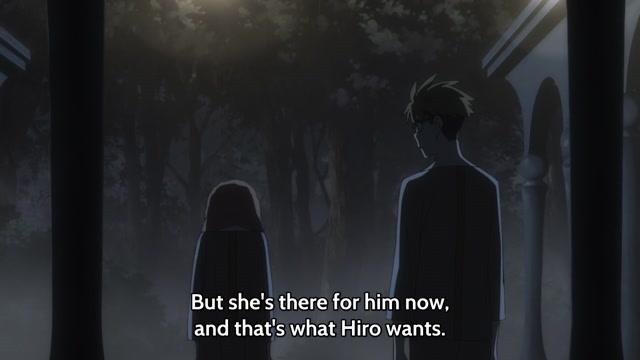 But she's there for him now,
and that's what Hiro wants.